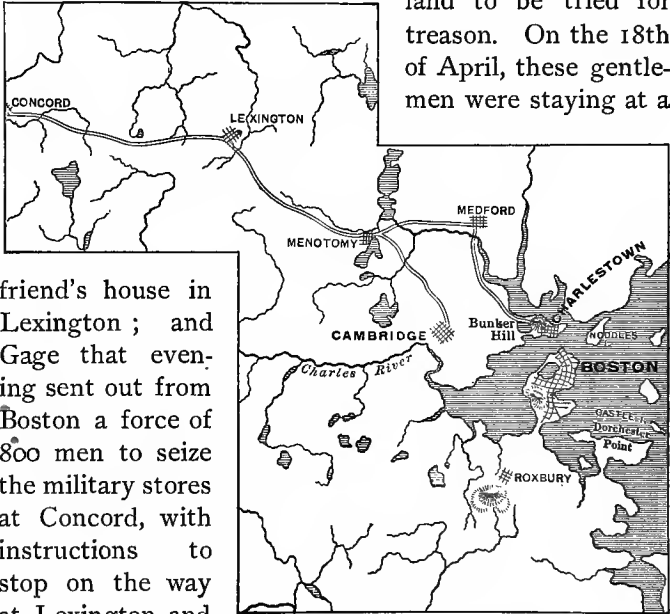 land to be tried for
treason. On the 18th
of April, these gentle-
men were staying at a
CONCORD
LEXINGTON
MEDFORD
MENOTOMY
CHARLESTOWN
Bunker
Hill
NODDLES I.
CAMBRIDGE
Charles River
BOSTON
CASTLE I.
Dorchester
Point
ROXBURY
friend's house in
Lexington ; and
Gage that even-
ing sent out from
Boston a force of
800 men to seize
the military stores
at Concord, with
instructions to
stop on the way
at Lexington and